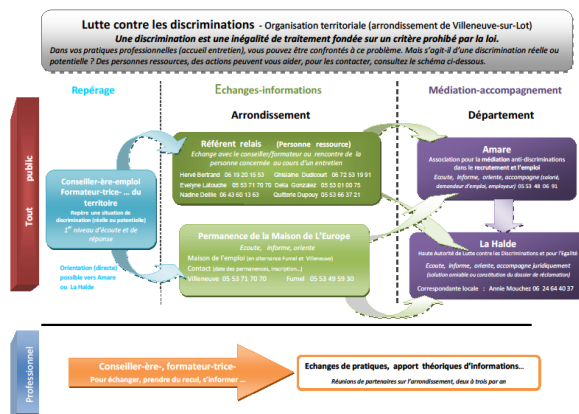 Lutte contre les discriminations - Organisation territoriale (arrondissement de Villeneuve-sur-Lot)
Une discrimination est une inégalité de traitement fondée sur un critère prohibé par la loi.
Dans vos pratiques professionnelles (accueil entretien), vous pouvez être confrontés à ce problème. Mais s'agit-il d'une discrimination réelle ou
potentielle ? Des personnes ressources, des actions peuvent vous aider, pour les contacter, consultez le schéma ci-dessous.
Repérage
Echanges-informations
Médiation-accompagnement
Arrondissement
Département
Tout public
Conseiller-ère-emploi
Formateur-trice- ... du
territoire
Repère une situation de
discrimination (réelle ou potentielle)
1er niveau d'écoute et de
réponse
Orientation (directe)
possible vers Amare
ou La Halde
Référent relais (Personne ressource)
Echange avec le conseiller/formateur ou rencontre de la
personne concernée au cours d'un entretien
Hervé Bertrand 06 19 20 15 53 Ghislaine Dudicourt 06 72 53 19 91
Evelyne Lalouche 05 53 71 70 70 Delia Gonzalez 05 53 01 00 75
Nadine Delille 06 43 60 13 63 Quitterie Dupouy 05 53 66 37 21
Permanence de la Maison de L'Europe
Ecoute, informe, oriente
Maison de l'emploi (en alternance Fumel et Villeneuve)
Contact (date des permanences, inscription...)
Villeneuve 05 53 71 70 70 Fumel 05 53 49 59 30
Amare
Association pour la médiation anti-discriminations
dans le recrutement et l'emploi
Ecoute, informe, oriente, accompagne (salarié,
demandeur d'emploi, employeur) 05 53 48 06 91
La Halde
Haute Autorité de Lutte contre les Discriminations et pour l'Egalité
Ecoute, informe, oriente, accompagne juridiquement
(solution amiable ou constitution du dossier de réclamation)
Correspondante locale : Annie Mouchez 06 24 64 40 37
Professionnel
Conseiller-ère-, formateur-trice-
Pour échanger, prendre du recul, s'informer ...
Echanges de pratiques, apport théoriques d'informations...
Réunions de partenaires sur l'arrondissement, deux à trois par an